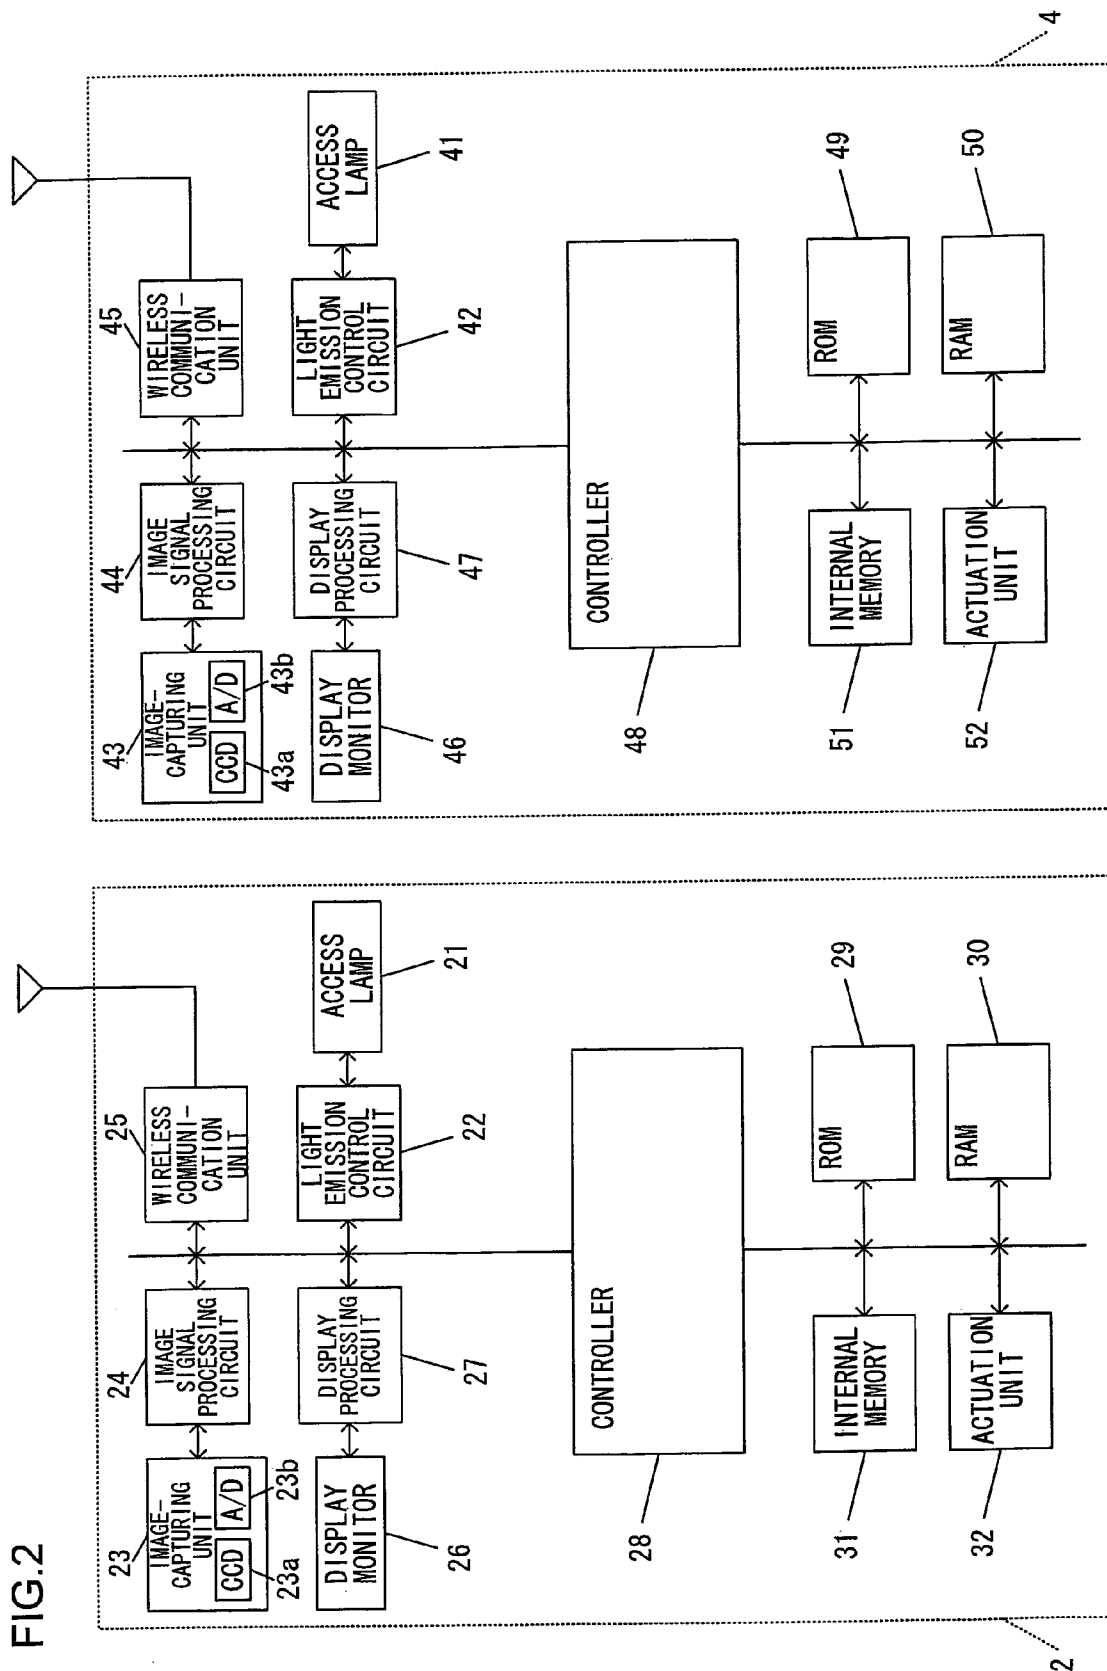 FIG.2
23
IMAGE-
CAPTURING
UNIT
CCD
A/D
23a
23b
24
IMAGE
SIGNAL
PROCESSING
CIRCUIT
25
WIRELESS
COMMUNI-
CATION
UNIT
DISPLAY
MONITOR
26
DISPLAY
PROCESSING
CIRCUIT
27
LIGHT
EMISSION
CONTROL
CIRCUIT
22
ACCESS
LAMP
21
CONTROLLER
28
INTERNAL
MEMORY
31
ROM
29
ACTUATION
UNIT
32
RAM
30
2
43
IMAGE-
CAPTURING
UNIT
CCD
A/D
43a
43b
44
IMAGE
SIGNAL
PROCESSING
CIRCUIT
45
WIRELESS
COMMUNI-
CATION
UNIT
DISPLAY
MONITOR
46
DISPLAY
PROCESSING
CIRCUIT
47
LIGHT
EMISSION
CONTROL
CIRCUIT
42
ACCESS
LAMP
41
CONTROLLER
48
INTERNAL
MEMORY
51
ROM
49
ACTUATION
UNIT
52
RAM
50
4